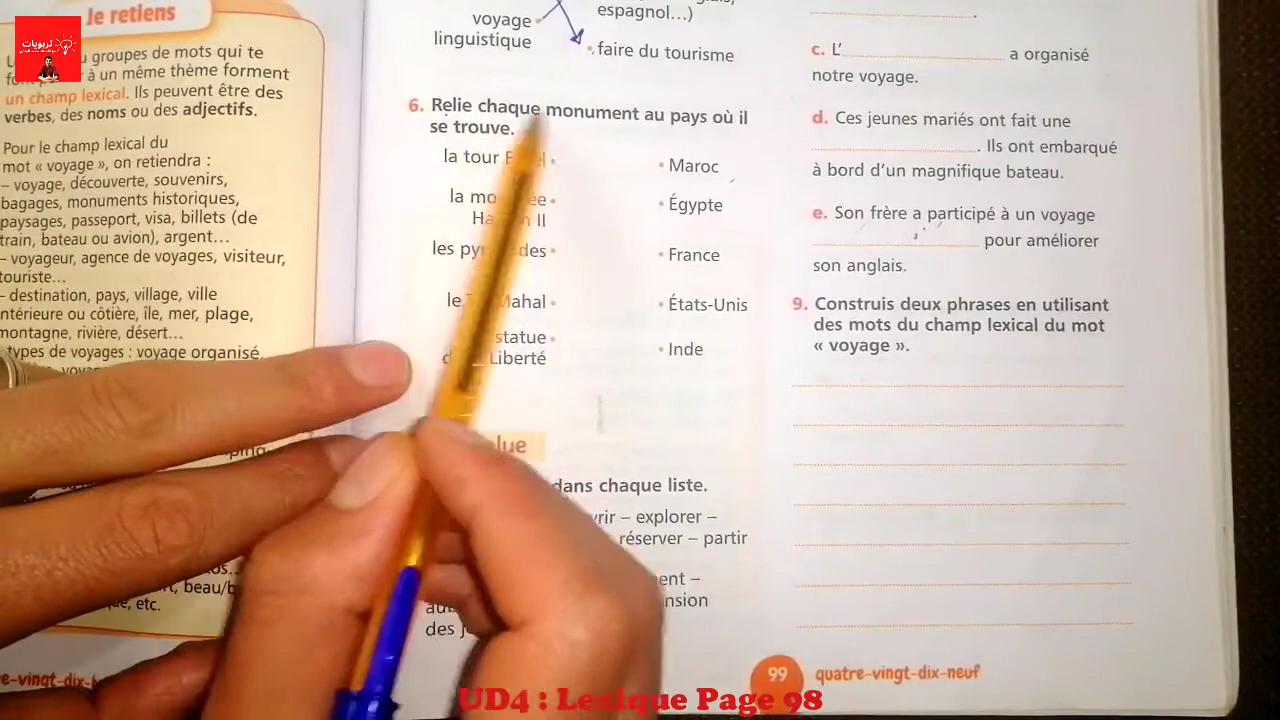 تربويات
Je retiens
groupes de mots qui te
à un même thème forment
un champ lexical. Ils peuvent être des
verbes, des noms ou des adjectifs.
Pour le champ lexical du
mot « voyage », on retiendra :
– voyage, découverte, souvenirs,
bagages, monuments historiques,
paysages, passeport, visa, billets (de
train, bateau ou avion), argent…
– voyageur, agence de voyages, visiteur,
touriste…
– destination, pays, village, ville
intérieure ou côtière, île, mer, plage,
montagne, rivière, désert…
types de voyages : voyage organisé,
etc.
espagnol…)
voyage
linguistique
faire du tourisme
6. Relie chaque monument au pays où il
se trouve.
la tour
• Maroc
• Égypte
II
les
• France
Mahal
• États-Unis
statue
Liberté
• Inde
dans chaque liste.
– explorer –
réserver – partir
des
c. L' a organisé
notre voyage.
d. Ces jeunes mariés ont fait une
. Ils ont embarqué
à bord d'un magnifique bateau.
e. Son frère a participé à un voyage
pour améliorer
son anglais.
9. Construis deux phrases en utilisant
des mots du champ lexical du mot
« voyage ».
99 quatre-vingt-dix-neuf
UD4 : Lexique Page 98